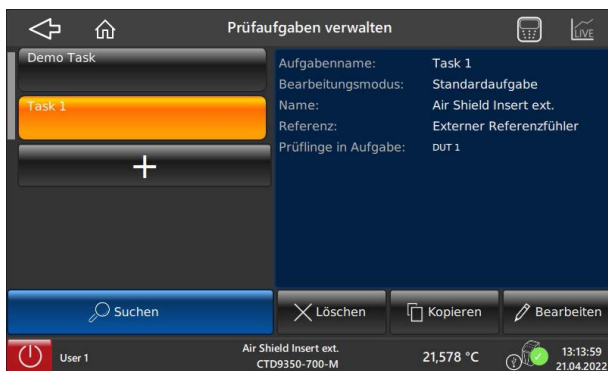 Prüfaufgaben verwalten
LIVE
Demo Task
Task 1
+
Aufgabenname: Task 1
Bearbeitungsmodus: Standardaufgabe
Name: Air Shield Insert ext.
Referenz: Externer Referenzfühler
Prüflinge in Aufgabe: DUT 1
Suchen
Löschen
Kopieren
Bearbeiten
User 1
Air Shield Insert ext.
CTD9350-700-M
21,578 °C
13:13:59
21.04.2022